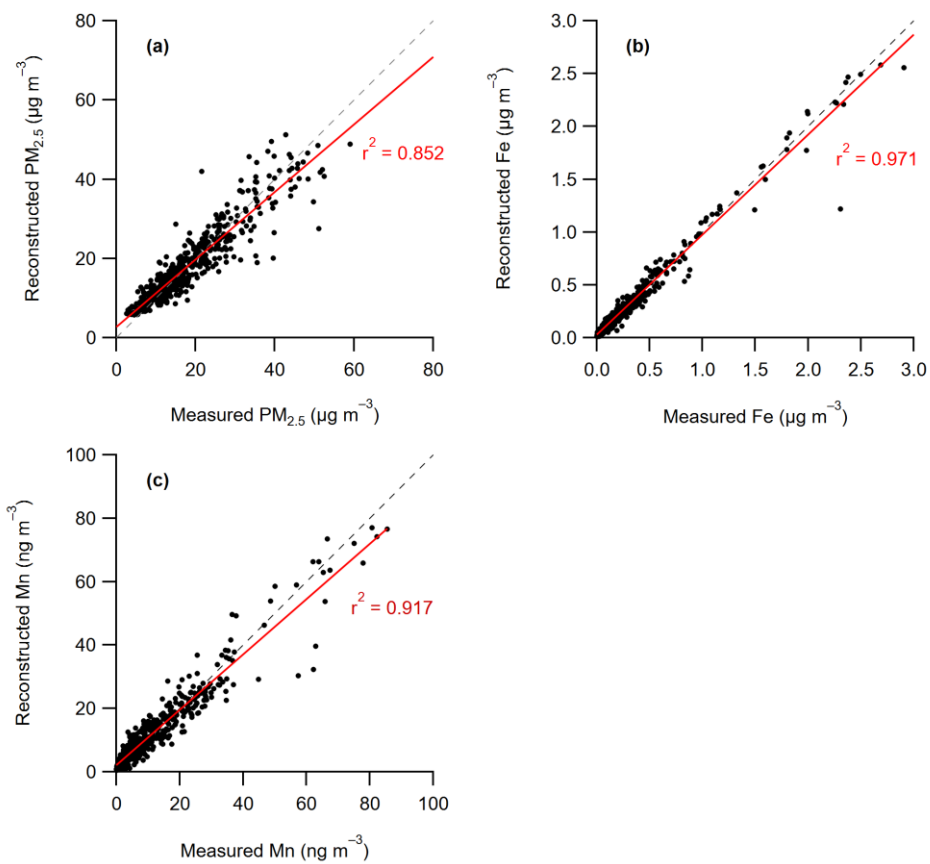 (a)
Reconstructed PM2.5 (µg m–3)
80
60
40
20
0
r2 = 0.852
0 20 40 60 80
Measured PM2.5 (µg m–3)
(b)
Reconstructed Fe (µg m–3)
3.0
2.5
2.0
1.5
1.0
0.5
0.0
r2 = 0.971
0.0 0.5 1.0 1.5 2.0 2.5 3.0
Measured Fe (µg m–3)
(c)
Reconstructed Mn (ng m–3)
100
80
60
40
20
0
r2 = 0.917
0 20 40 60 80 100
Measured Mn (ng m–3)